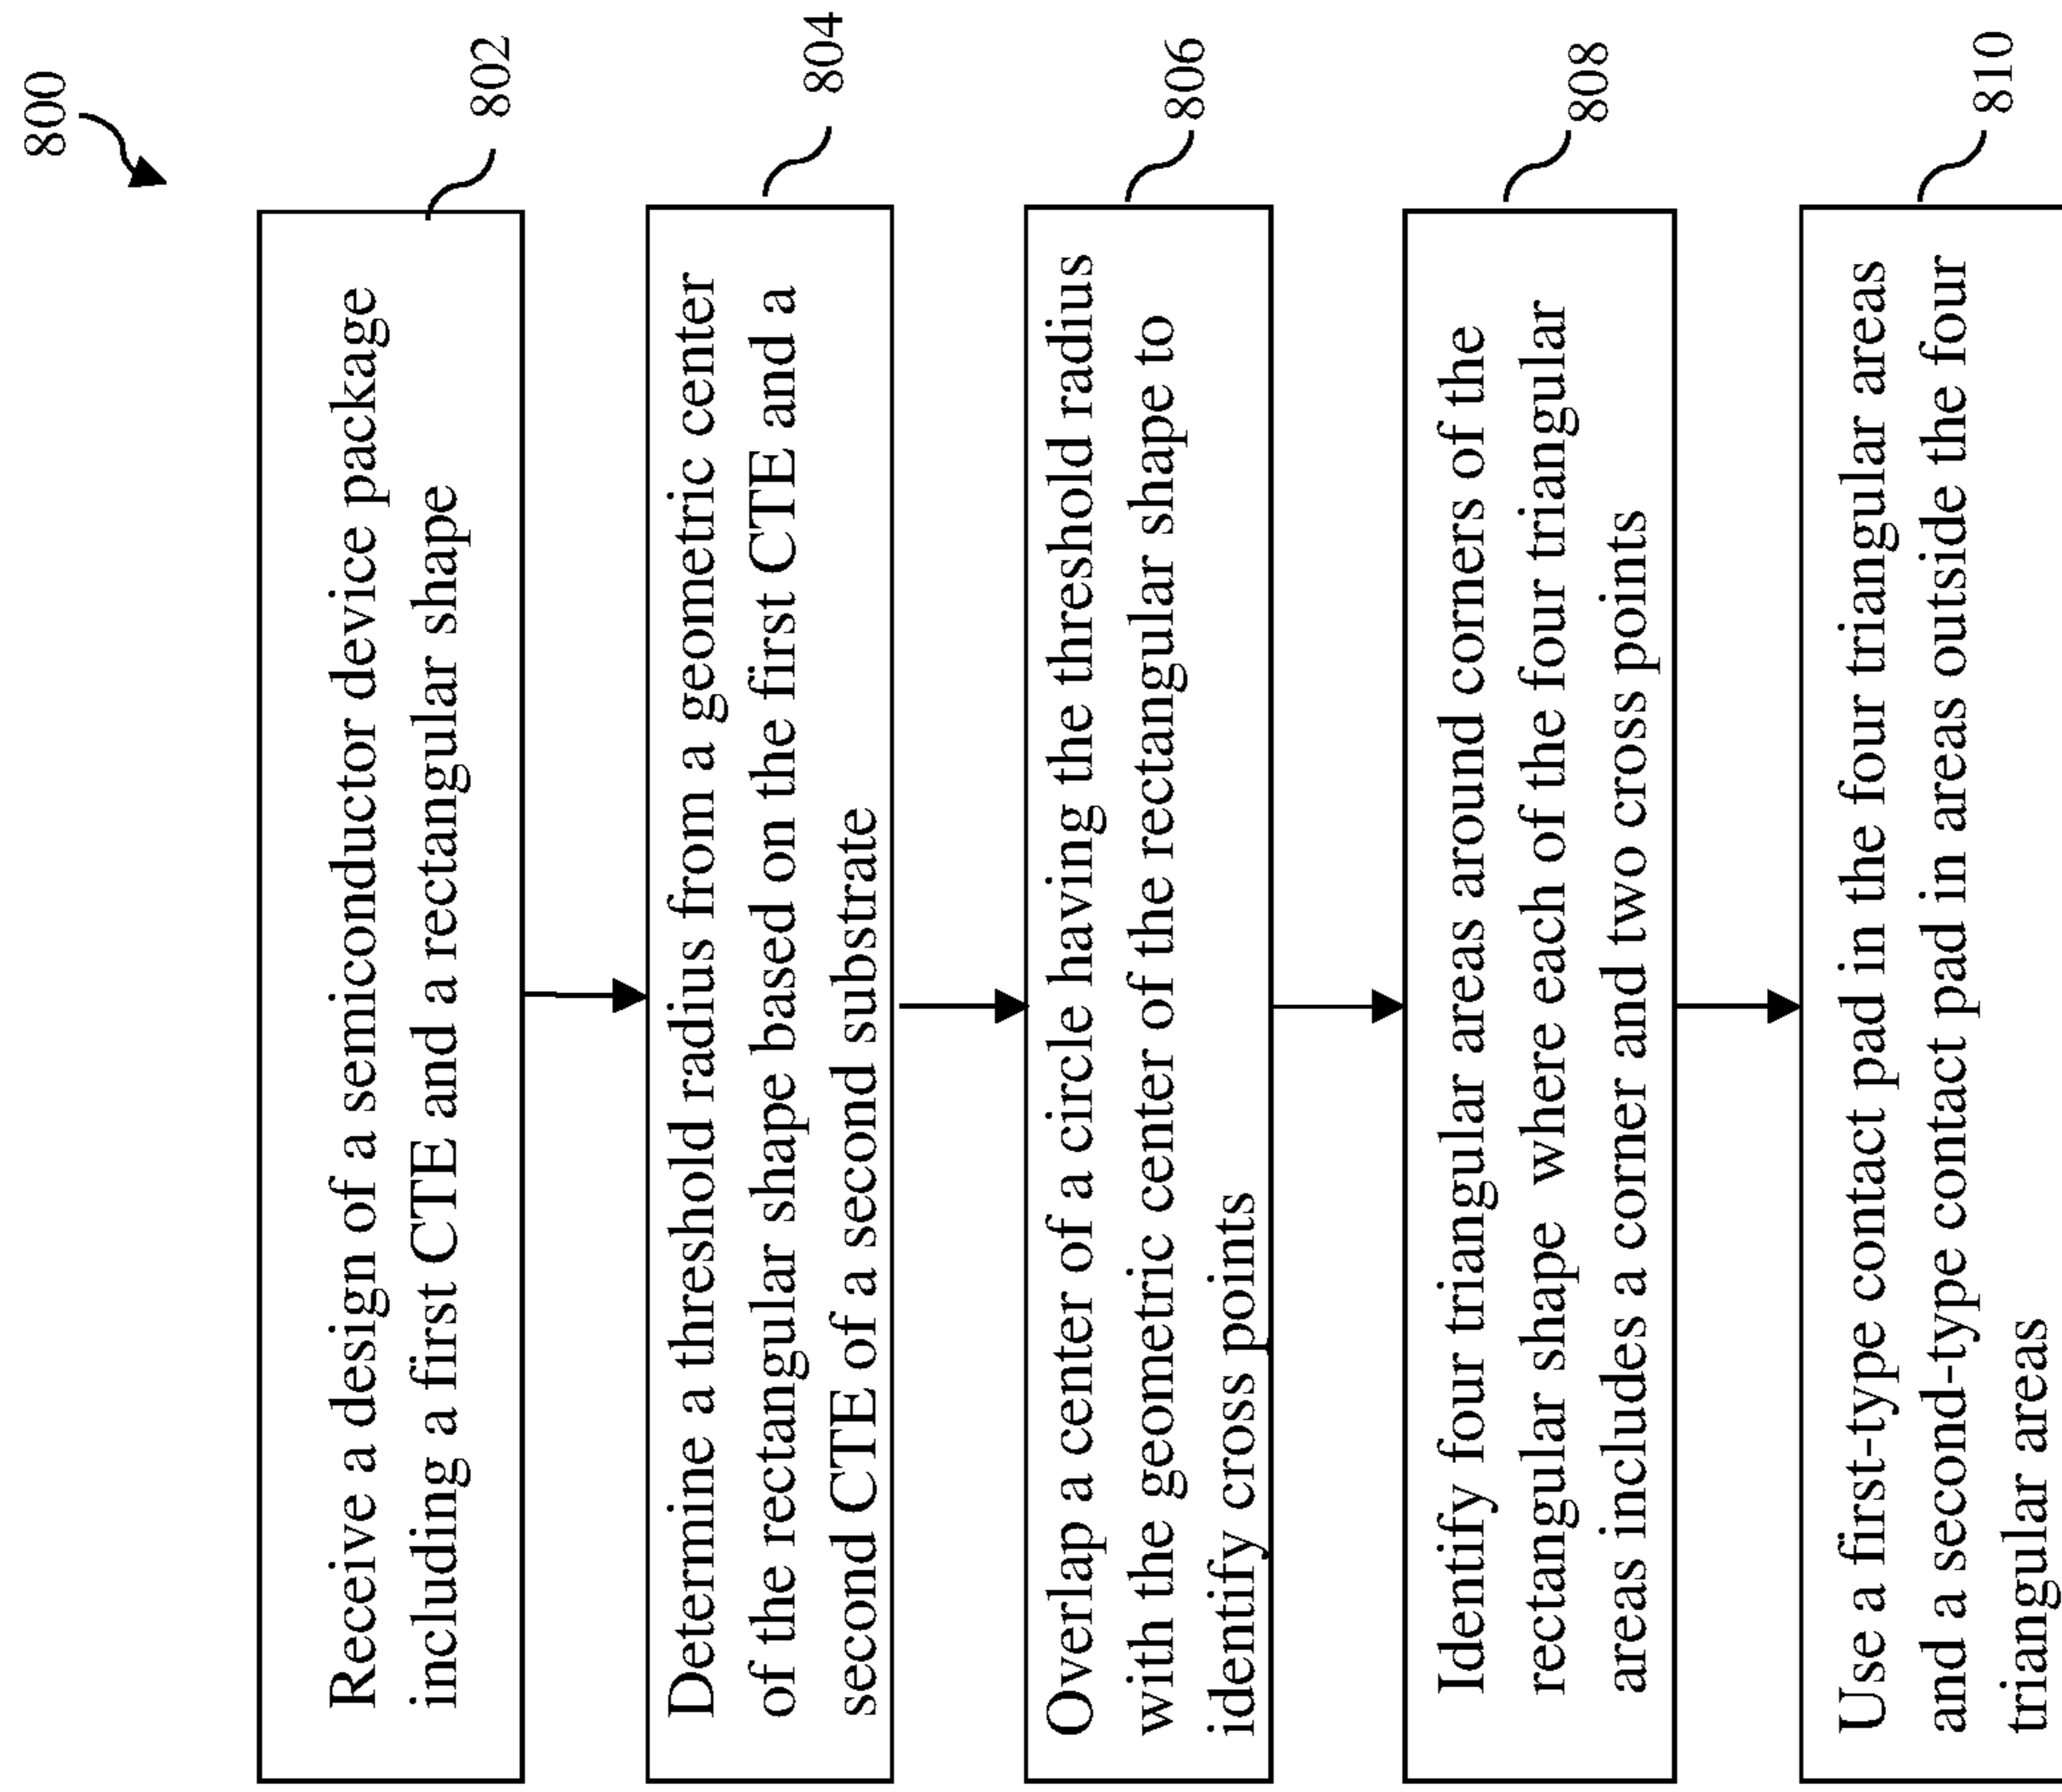 800
Receive a design of a semiconductor device package
including a first CTE and a rectangular shape
802
Determine a threshold radius from a geometric center
of the rectangular shape based on the first CTE and a
second CTE of a second substrate
804
Overlap a center of a circle having the threshold radius
with the geometric center of the rectangular shape to
identify cross points
806
Identify four triangular areas around corners of the
rectangular shape where each of the four triangular
areas includes a corner and two cross points
808
Use a first-type contact pad in the four triangular areas
and a second-type contact pad in areas outside the four
triangular areas
810